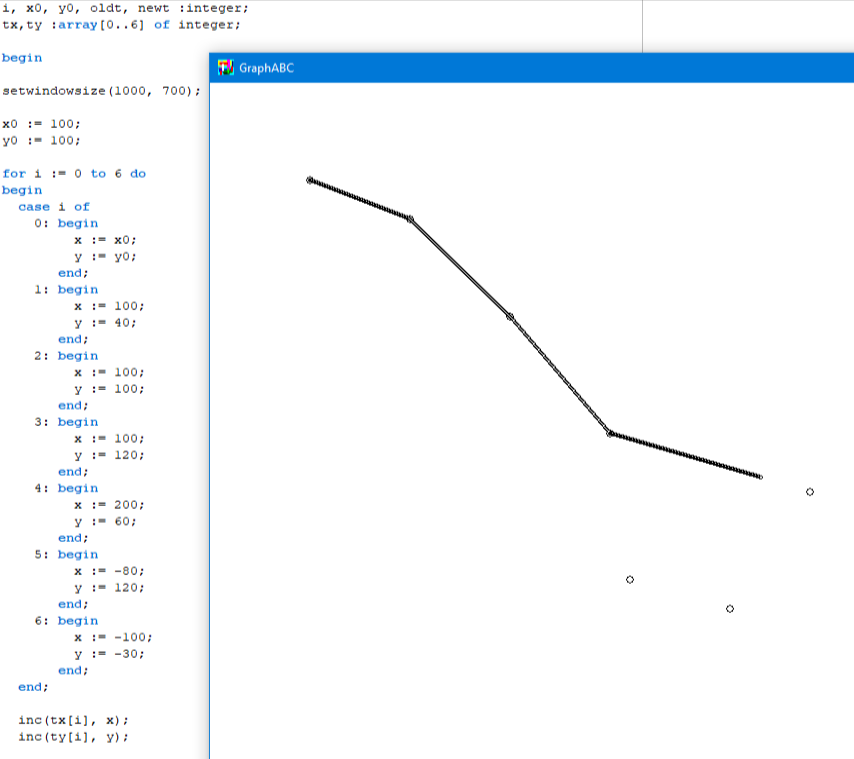 i, x0, y0, oldt, newt :integer;
tx,ty :array[0..6] of integer;
begin
GraphABC
setwindowsize(1000, 700);
x0 := 100;
y0 := 100;
for i := 0 to 6 do
begin
case i of
0: begin
x := x0;
y := y0;
end;
1: begin
x := 100;
y := 40;
end;
2: begin
x := 100;
y := 100;
end;
3: begin
x := 100;
y := 120;
end;
4: begin
x := 200;
y := 60;
end;
5: begin
x := -80;
y := 120;
end;
6: begin
x := -100;
y := -30;
end;
end;
inc(tx[i], x);
inc(ty[i], y);